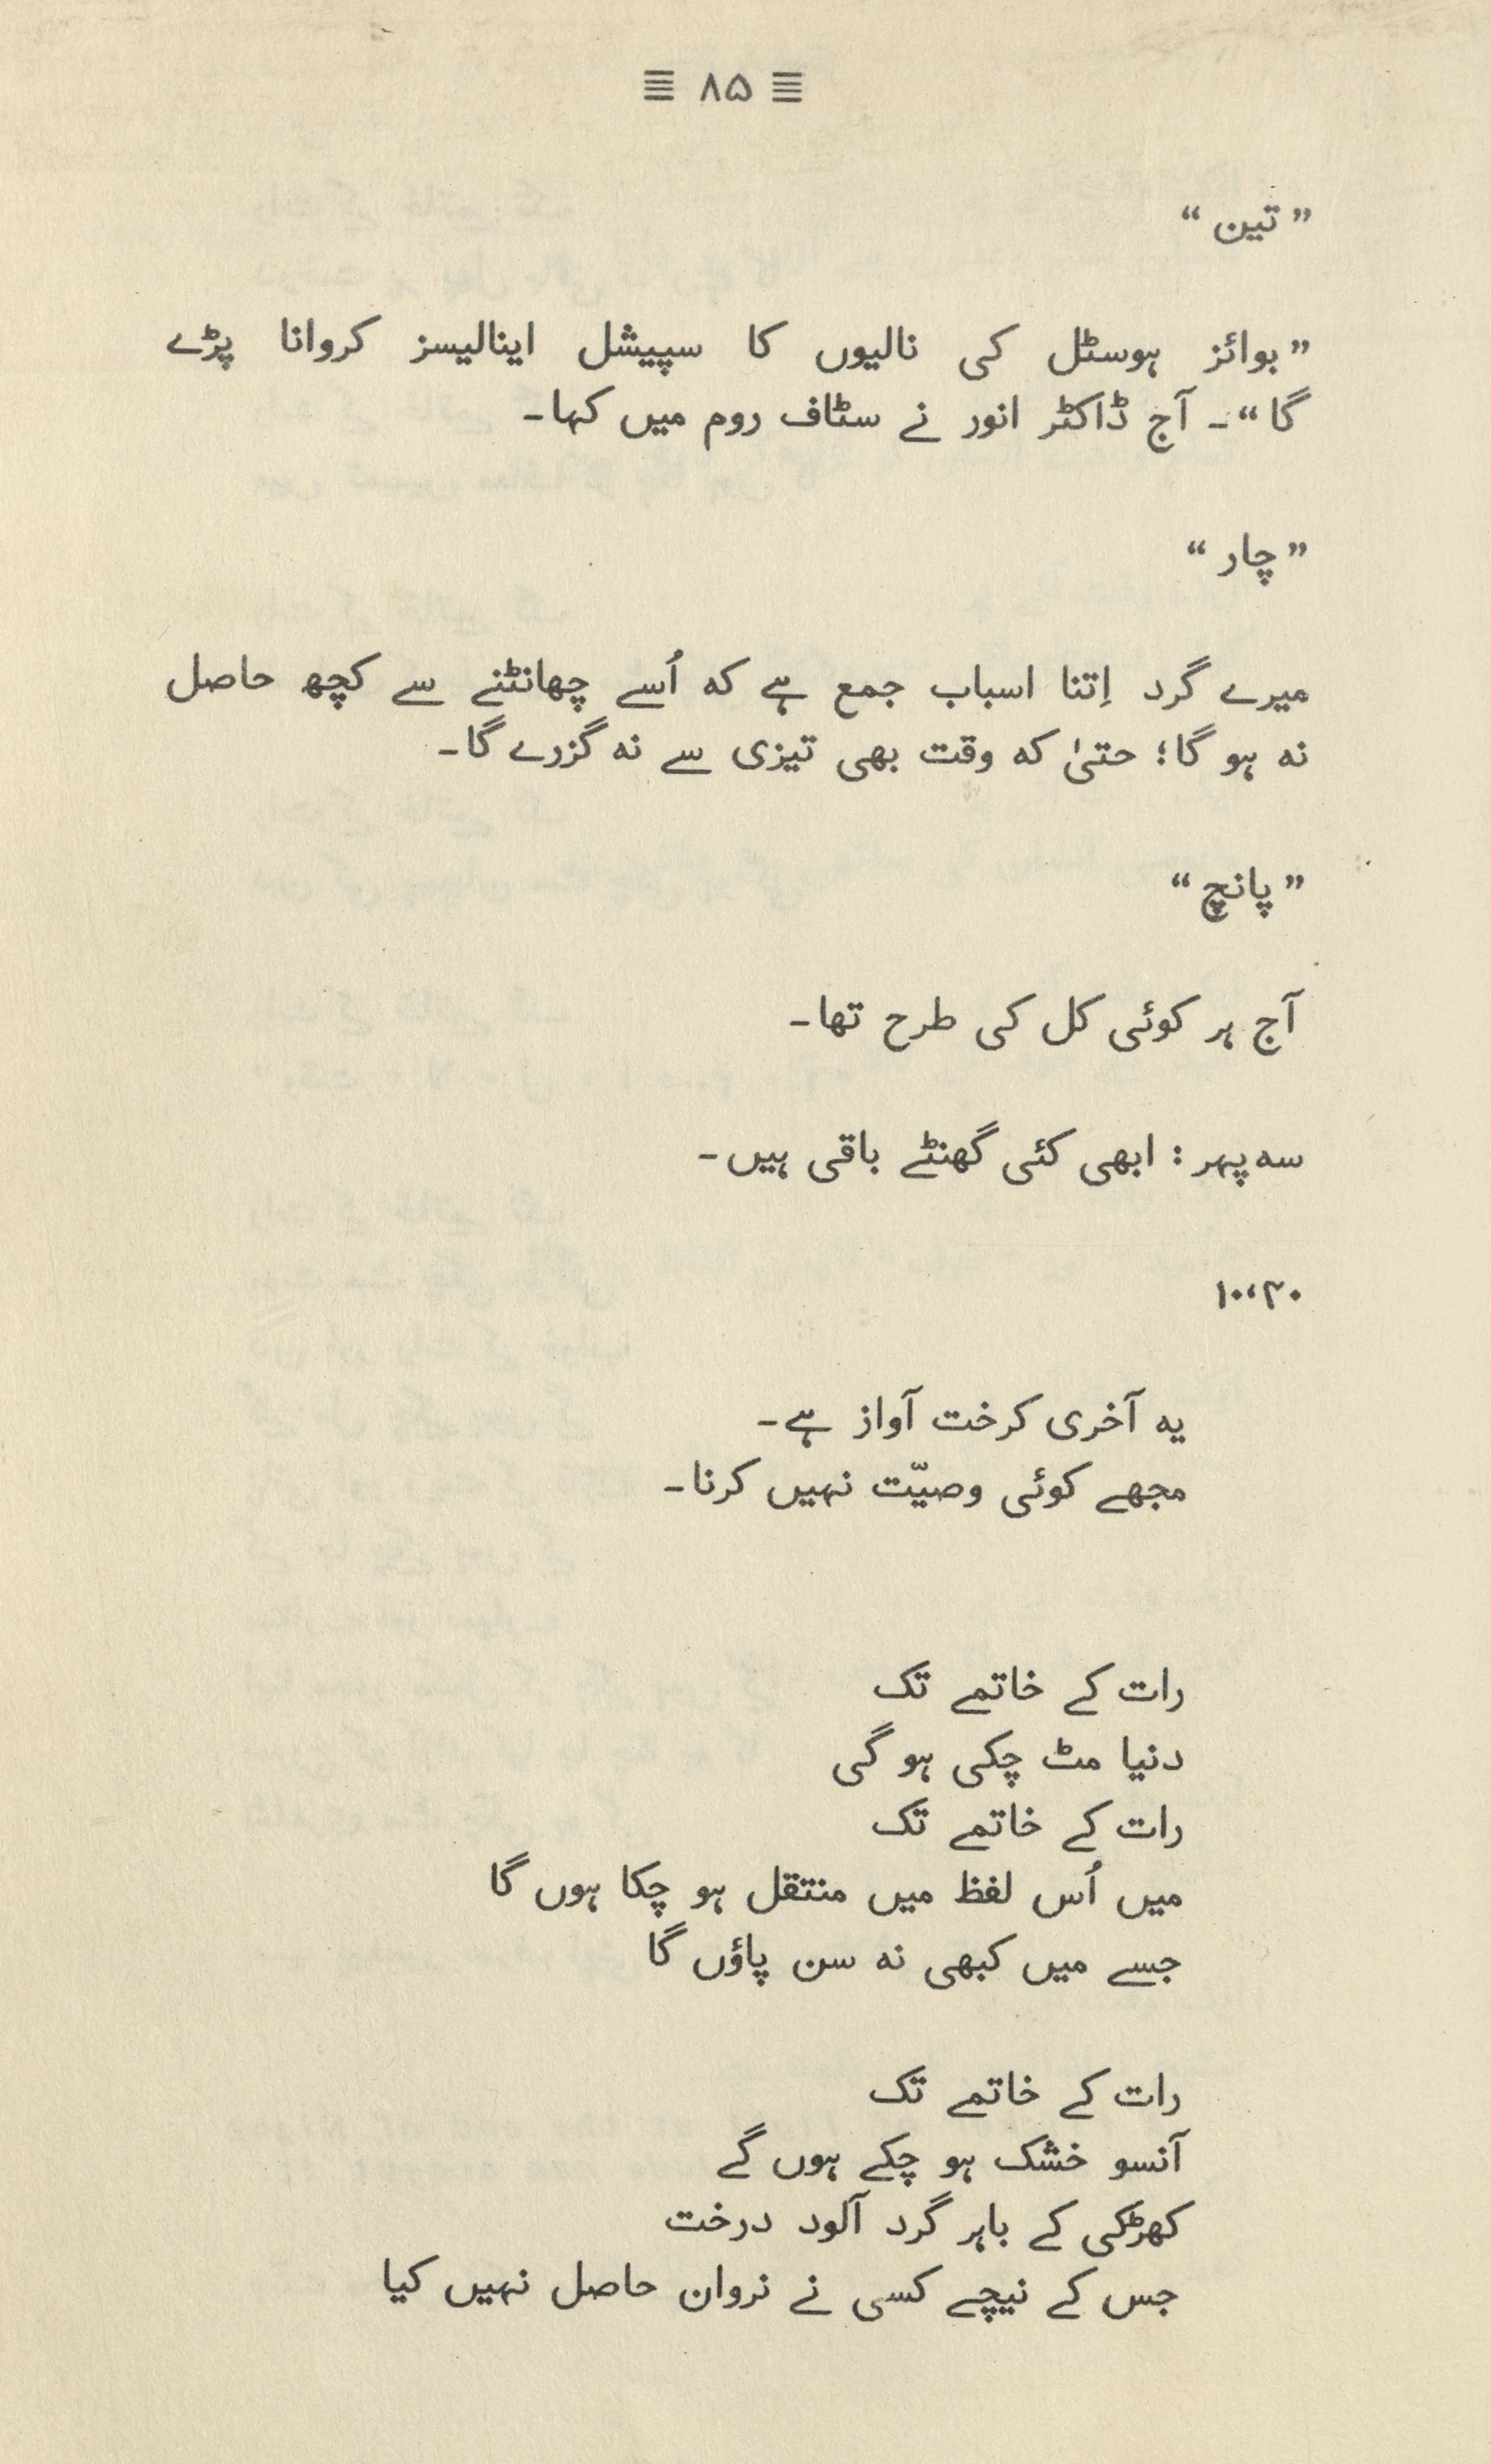 ≡ ۸۵ ≡
”تین“
”بوائز ہوسٹل کی نالیوں کا سپیشل اینالیسز کروانا پڑے
گا“۔ آج ڈاکٹر انور نے سٹاف روم میں کہا۔
”چار“
میرے گرد اِتنا اسباب جمع ہے کہ اُسے چھانٹنے سے کچھ حاصل
نہ ہو گا؛ حتیٰ کہ وقت بھی تیزی سے نہ گزرے گا۔
”پانچ“
آج ہر کوئی کل کی طرح تھا۔
سہ پہر : ابھی کئی گھنٹے باقی ہیں۔
۱۰،۲۰
یہ آخری کرخت آواز ہے۔
مجھے کوئی وصیّت نہیں کرنا۔
رات کے خاتمے تک
دنیا مٹ چکی ہو گی
رات کے خاتمے تک
میں اُس لفظ میں منتقل ہو چکا ہوں گا
جسے میں کبھی نہ سن پاؤں گا
رات کے خاتمے تک
آنسو خشک ہو چکے ہوں گے
کھڑکی کے باہر گرد آلود درخت
جس کے نیچے کسی نے نروان حاصل نہیں کیا